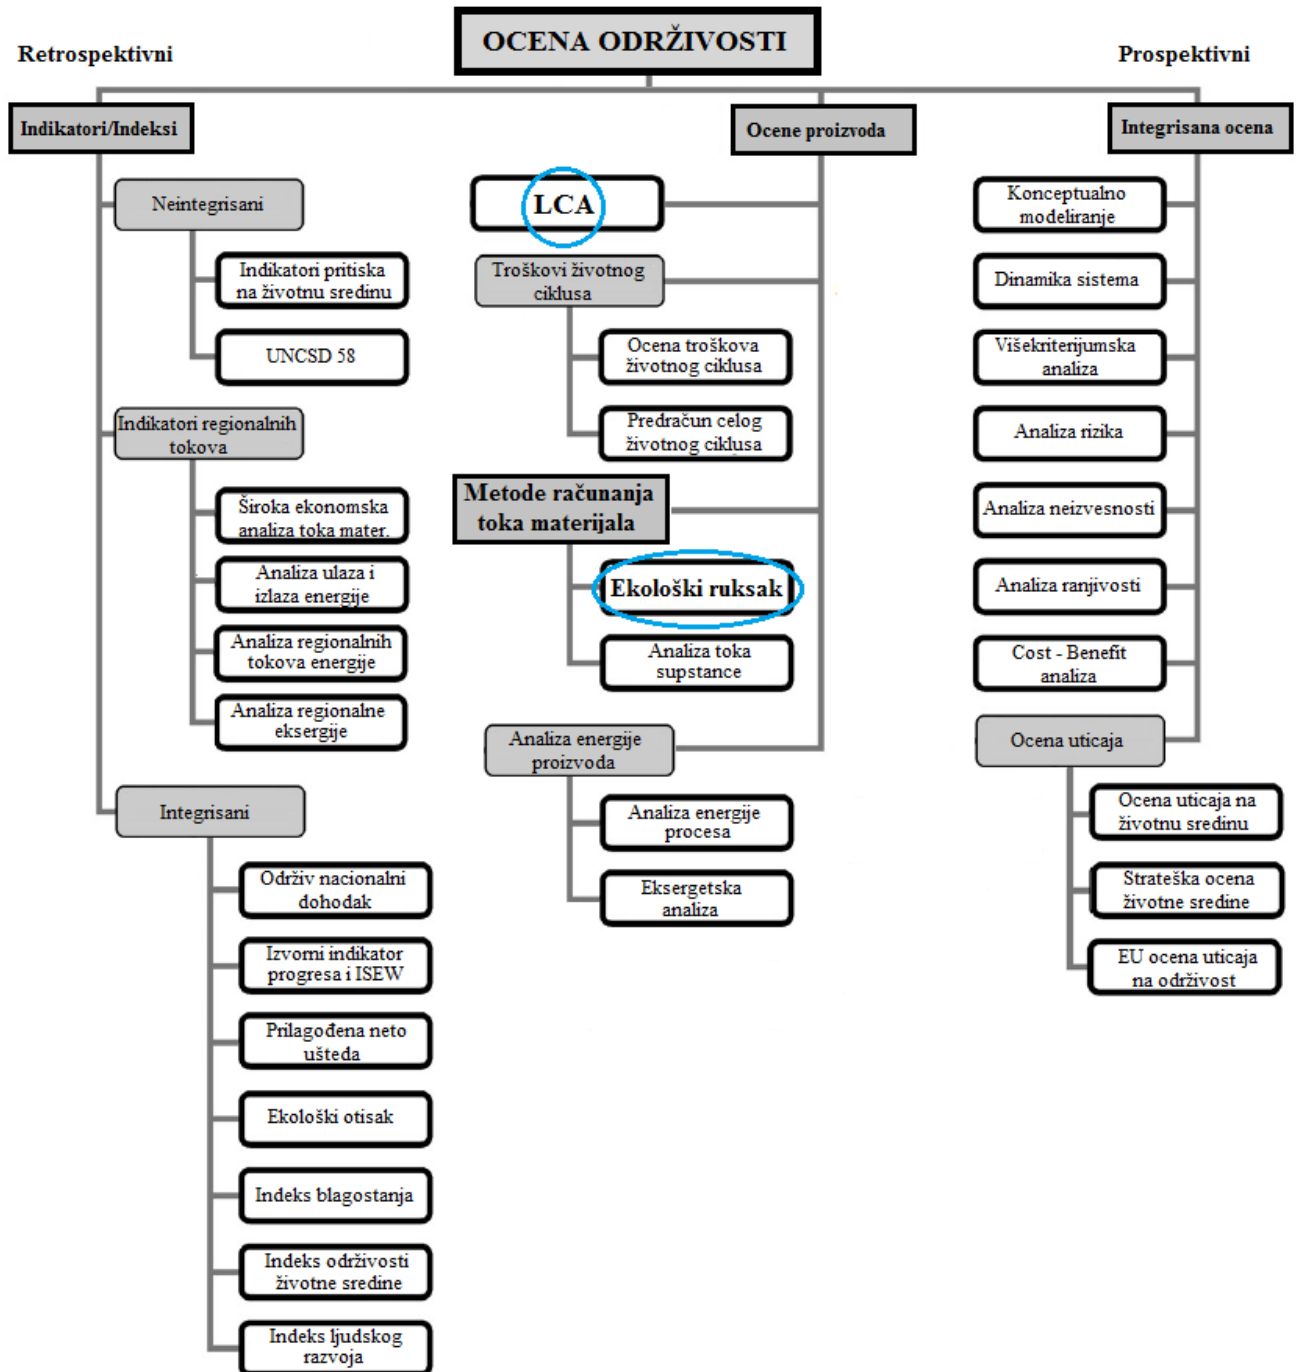 OCENA ODRŽIVOSTI
Retrospektivni
Prospektivni
Indikatori/Indeksi
Neintegrisani
Indikatori pritiska
na životnu sredinu
UNCSD 58
Indikatori regionalnih
tokova
Široka ekonomska
analiza toka mater.
Analiza ulaza i
izlaza energije
Analiza regionalnih
tokova energije
Analiza regionalne
eksergije
Integrisani
Održiv nacionalni
dohodak
Izvorni indikator
progresa i ISEW
Prilagođena neto
ušteda
Ekološki otisak
Indeks blagostanja
Indeks održivosti
životne sredine
Indeks ljudskog
razvoja
Ocene proizvoda
LCA
Troškovi životnog
ciklusa
Ocena troškova
životnog ciklusa
Predračun celog
životnog ciklusa
Metode računanja
toka materijala
Ekološki ruksak
Analiza toka
supstance
Analiza energije
proizvoda
Analiza energije
procesa
Eksergetska
analiza
Integrisana ocena
Konceptualno
modeliranje
Dinamika sistema
Višekriterijumska
analiza
Analiza rizika
Analiza neizvesnosti
Analiza ranjivosti
Cost - Benefit
analiza
Ocena uticaja
Ocena uticaja na
životnu sredinu
Strateška ocena
životne sredine
EU ocena uticaja
na održivost